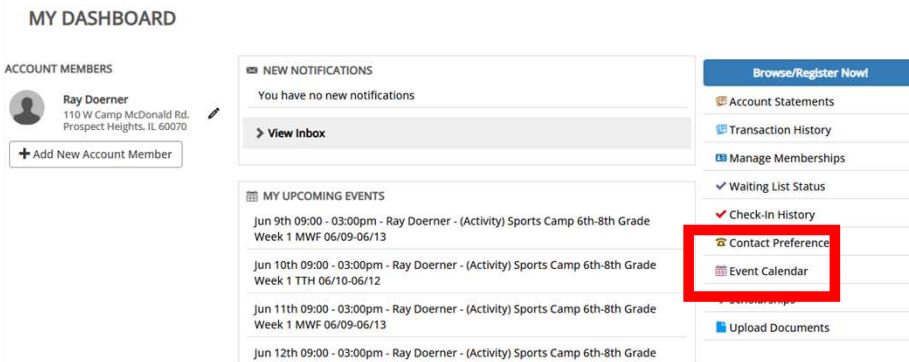 MY DASHBOARD
ACCOUNT MEMBERS
Ray Doerner
110 W Camp McDonald Rd.
Prospect Heights, IL 60070
Add New Account Member
NEW NOTIFICATIONS
You have no new notifications
View Inbox
MY UPCOMING EVENTS
Jun 9th 09:00 - 03:00pm - Ray Doerner - (Activity) Sports Camp 6th-8th Grade
Week 1 MWF 06/09-06/13
Jun 10th 09:00 - 03:00pm - Ray Doerner - (Activity) Sports Camp 6th-8th Grade
Week 1 TTH 06/10-06/12
Jun 11th 09:00 - 03:00pm - Ray Doerner - (Activity) Sports Camp 6th-8th Grade
Week 1 MWF 06/09-06/13
Jun 12th 09:00 - 03:00pm - Ray Doerner - (Activity) Sports Camp 6th-8th Grade
Browse/Register Now!
Account Statements
Transaction History
Manage Memberships
Waiting List Status
Check-In History
Contact Preference
Event Calendar
Scholarships
Upload Documents